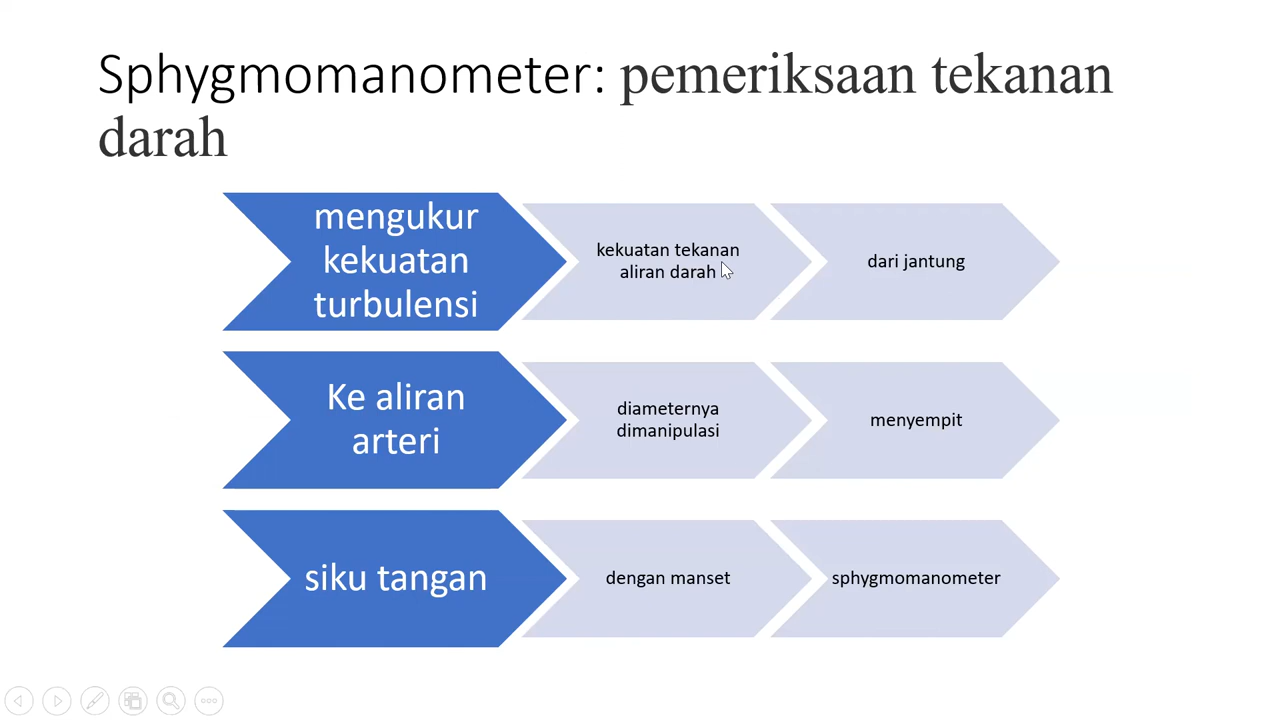 Sphygmomanometer: pemeriksaan tekanan
darah
mengukur
kekuatan
turbulensi
kekuatan tekanan
aliran darah
dari jantung
Ke aliran
arteri
diameternya
dimanipulasi
menyempit
siku tangan
dengan manset
sphygmomanometer